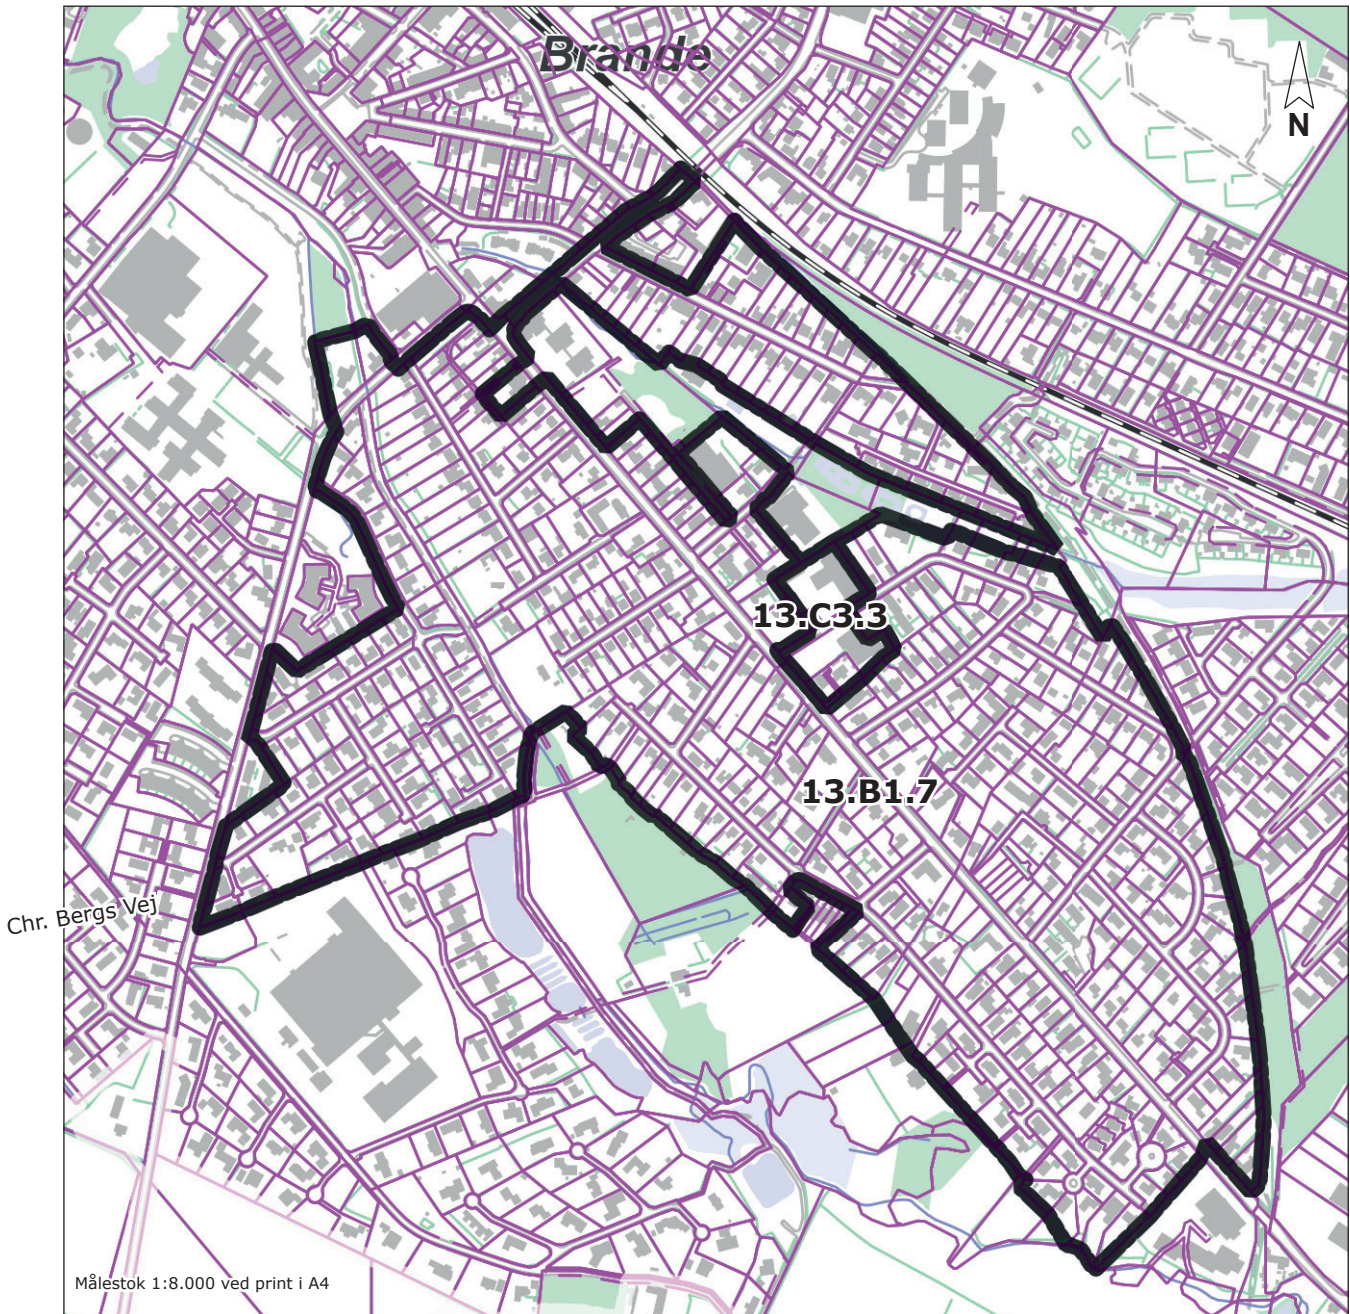 Brande
N
13.C3.3
13.B1.7
Chr. Bergs Vej
Målestok 1:8.000 ved print i A4